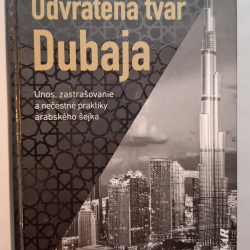 Odvrátená tvár
Dubaja
Únos, zastrašovanie
a nečestné praktiky
arabského šejka